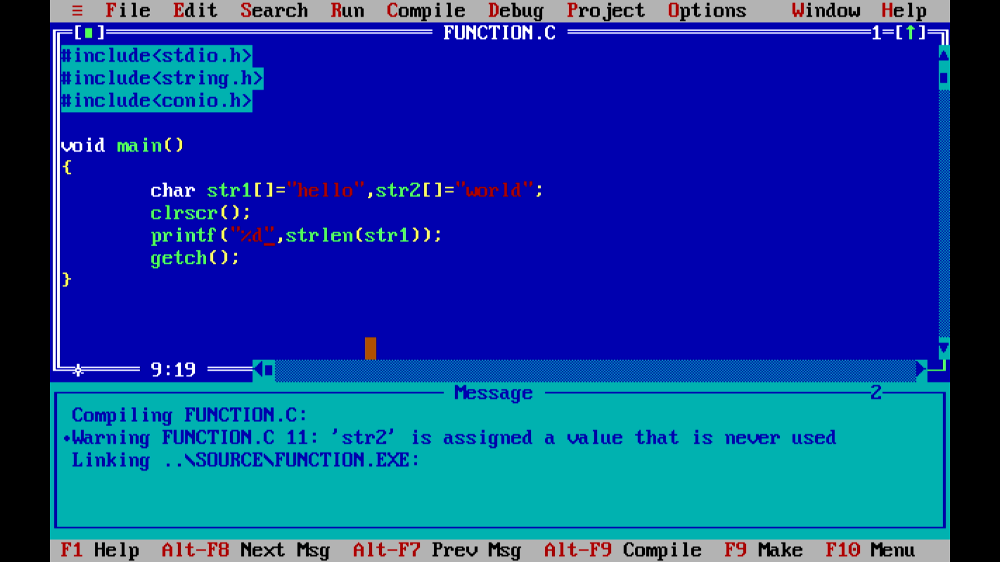 ≡ File Edit Search Run Compile Debug Project Options Window Help
[■] FUNCTION.C 1=[↑]
#include<stdio.h>
#include<string.h>
#include<conio.h>
void main()
{
char str1[]="hello",str2[]="world";
clrscr();
printf("%d",strlen(str1));
getch();
}
9:19
Message 2
Compiling FUNCTION.C:
•Warning FUNCTION.C 11: 'str2' is assigned a value that is never used
Linking ..\SOURCE\FUNCTION.EXE:
F1 Help Alt-F8 Next Msg Alt-F7 Prev Msg Alt-F9 Compile F9 Make F10 Menu